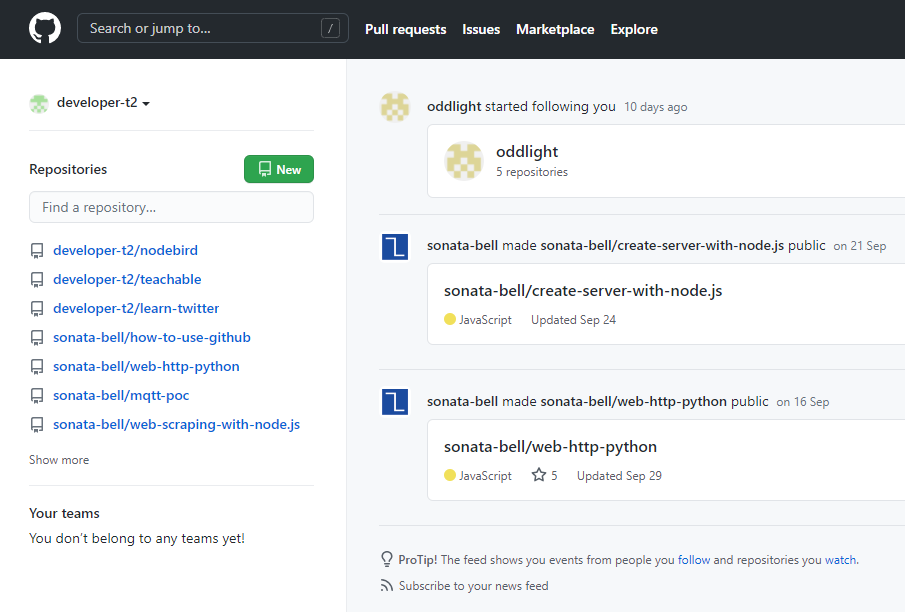 Search or jump to... /
Pull requests Issues Marketplace Explore
developer-t2
Repositories
New
Find a repository...
developer-t2/nodebird
developer-t2/teachable
developer-t2/learn-twitter
sonata-bell/how-to-use-github
sonata-bell/web-http-python
sonata-bell/mqtt-poc
sonata-bell/web-scraping-with-node.js
Show more
Your teams
You don’t belong to any teams yet!
oddlight started following you 10 days ago
oddlight
5 repositories
sonata-bell made sonata-bell/create-server-with-node.js public on 21 Sep
sonata-bell/create-server-with-node.js
JavaScript Updated Sep 24
sonata-bell made sonata-bell/web-http-python public on 16 Sep
sonata-bell/web-http-python
JavaScript 5 Updated Sep 29
ProTip! The feed shows you events from people you follow and repositories you watch.
Subscribe to your news feed